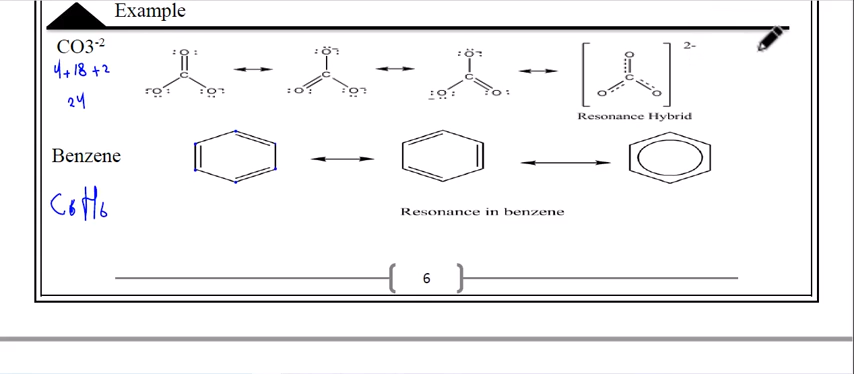 Example
CO3-2
4+18+2
24
:O: :O: :O: 2-
C C C O
:O: :O: :O: :O: :O: :O: C
O O
Resonance Hybrid
Benzene
C6H6
Resonance in benzene
6